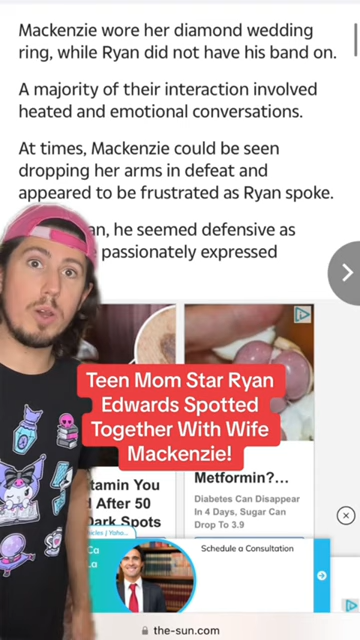 Mackenzie wore her diamond wedding
ring, while Ryan did not have his band on.
A majority of their interaction involved
heated and emotional conversations.
At times, Mackenzie could be seen
dropping her arms in defeat and
appeared to be frustrated as Ryan spoke.
an, he seemed defensive as
passionately expressed
Teen Mom Star Ryan
Edwards Spotted
Together With Wife
Mackenzie!
tamin You
After 50
Dark Spots
Metformin?...
Diabetes Can Disappear
In 4 Days, Sugar Can
Drop To 3.9
Ca
La
Schedule a Consultation
the-sun.com